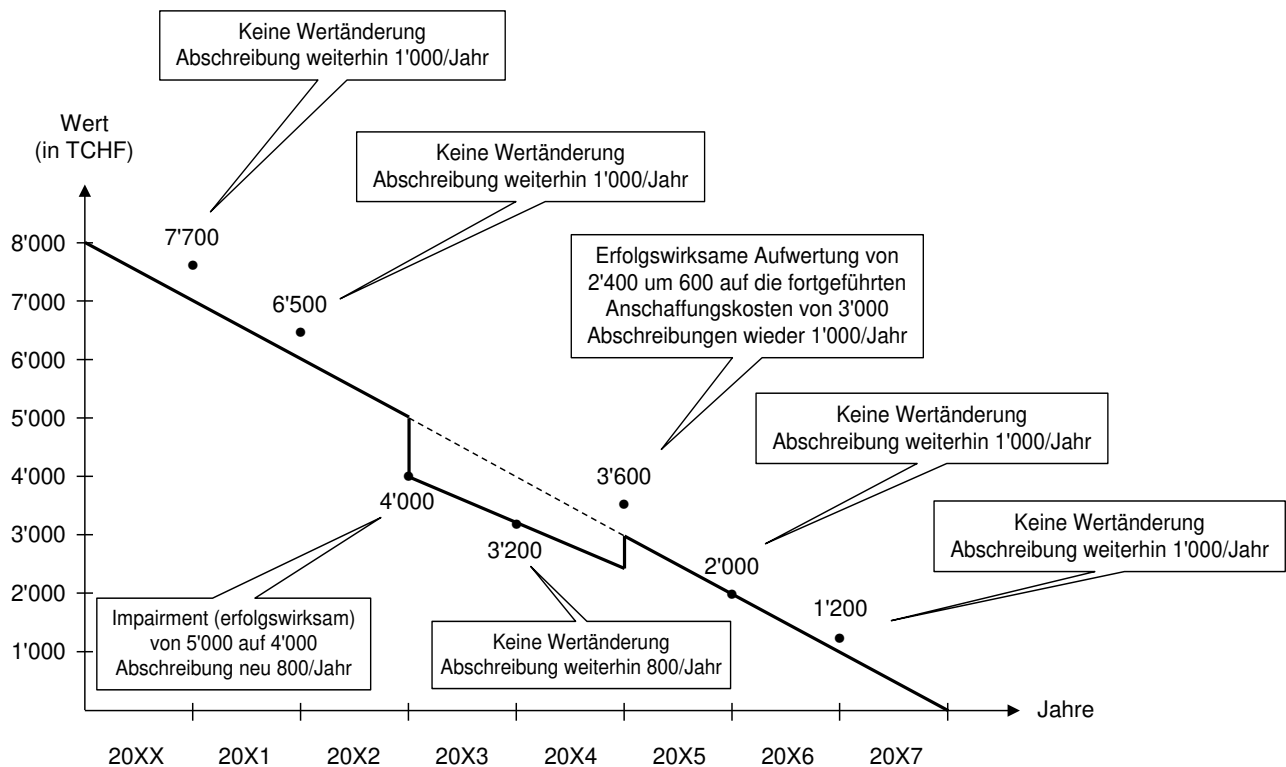 Keine Wertänderung
Abschreibung weiterhin 1'000/Jahr
Wert
(in TCHF)
Keine Wertänderung
Abschreibung weiterhin 1'000/Jahr
8'000
7'700
7'000
6'500
Erfolgswirksame Aufwertung von
2'400 um 600 auf die fortgeführten
Anschaffungskosten von 3'000
Abschreibungen wieder 1'000/Jahr
6'000
5'000
Keine Wertänderung
Abschreibung weiterhin 1'000/Jahr
4'000
4'000
3'600
3'000
3'200
Keine Wertänderung
Abschreibung weiterhin 1'000/Jahr
2'000
2'000
1'200
Impairment (erfolgswirksam)
von 5'000 auf 4'000
Abschreibung neu 800/Jahr
Keine Wertänderung
Abschreibung weiterhin 800/Jahr
1'000
Jahre
20XX 20X1 20X2 20X3 20X4 20X5 20X6 20X7